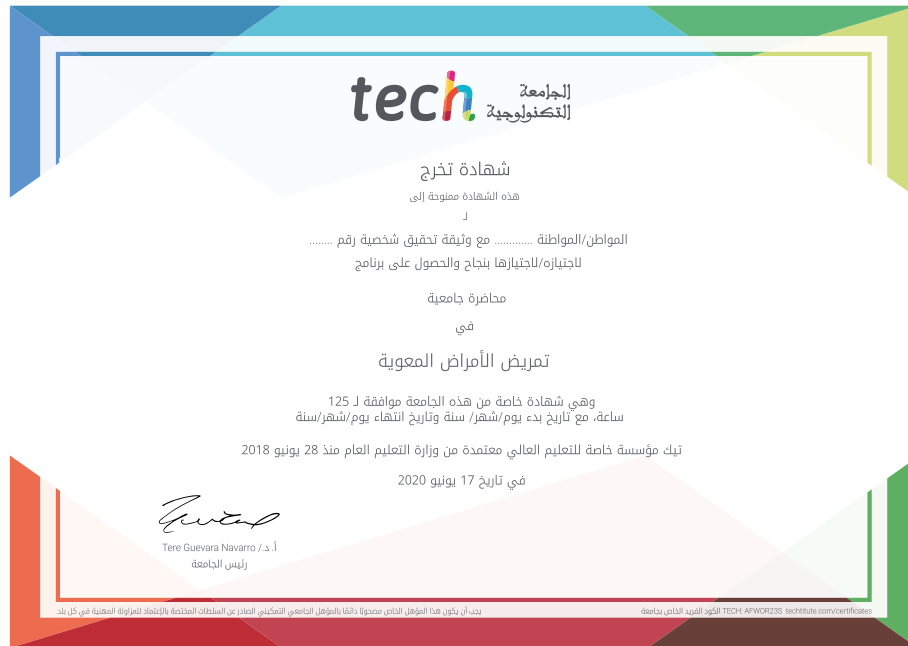 tech الجامعة التكنولوجية
شهادة تخرج
هذه الشهادة ممنوحة إلى
لـ
المواطن/المواطنة ............. مع وثيقة تحقيق شخصية رقم ........
لاجتيازه/لاجتيازها بنجاح والحصول على برنامج
محاضرة جامعية
في
تمريض الأمراض المعوية
وهي شهادة خاصة من هذه الجامعة موافقة لـ 125
ساعة، مع تاريخ بدء يوم/شهر/ سنة وتاريخ انتهاء يوم/شهر/سنة
تيك مؤسسة خاصة للتعليم العالي معتمدة من وزارة التعليم العام منذ 28 يونيو 2018
في تاريخ 17 يونيو 2020
أ. د./ Tere Guevara Navarro
رئيس الجامعة
يجب أن يكون هذا المؤهل الخاص مصحوبًا دائمًا بالمؤهل الجامعي التمكيني الصادر عن السلطات المختصة بالإعتماد للمزاولة المهنية في كل بلد.
الكود الفريد الخاص بجامعة TECH: AFWOR23S techtitute.com/certificates